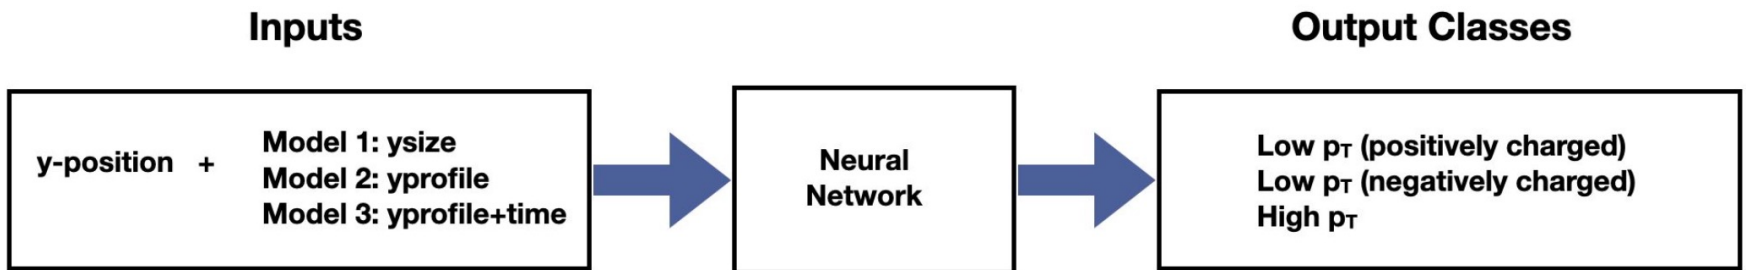 Inputs
Output Classes
y-position +
Model 1: ysize
Model 2: yprofile
Model 3: yprofile+time
Neural
Network
Low pT (positively charged)
Low pT (negatively charged)
High pT